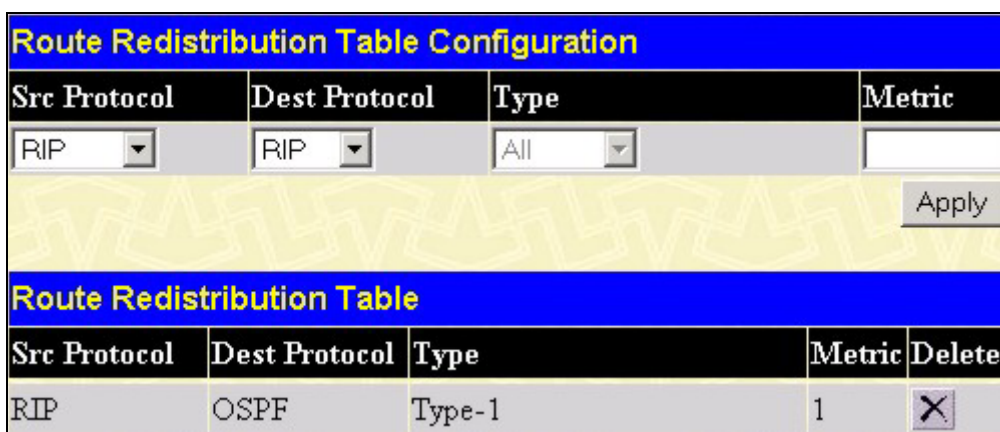 Route Redistribution Table Configuration
Src Protocol Dest Protocol Type Metric
RIP RIP All
Apply
Route Redistribution Table
Src Protocol Dest Protocol Type Metric Delete
RIP OSPF Type-1 1